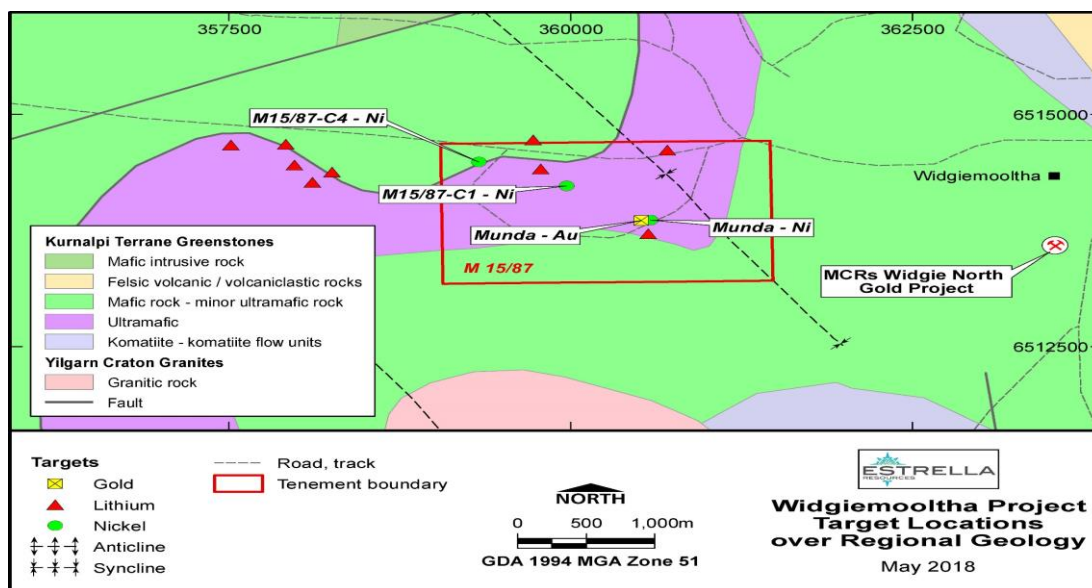 357500
360000
362500
M15/87-C4 - Ni
6515000
M15/87-C1 - Ni
Widgiemooltha
Munda - Au
Munda - Ni
M 15/87
MCRs Widgie North
Gold Project
6512500
Kurnalpi Terrane Greenstones
Mafic intrusive rock
Felsic volcanic / volcaniclastic rocks
Mafic rock - minor ultramafic rock
Ultramafic
Komatiite - komatiite flow units
Yilgarn Craton Granites
Granitic rock
Fault
Targets
Gold
Lithium
Nickel
Anticline
Syncline
Road, track
Tenement boundary
NORTH
0 500 1,000m
GDA 1994 MGA Zone 51
ESTRELLA
RESOURCES
Widgiemooltha Project
Target Locations
over Regional Geology
May 2018